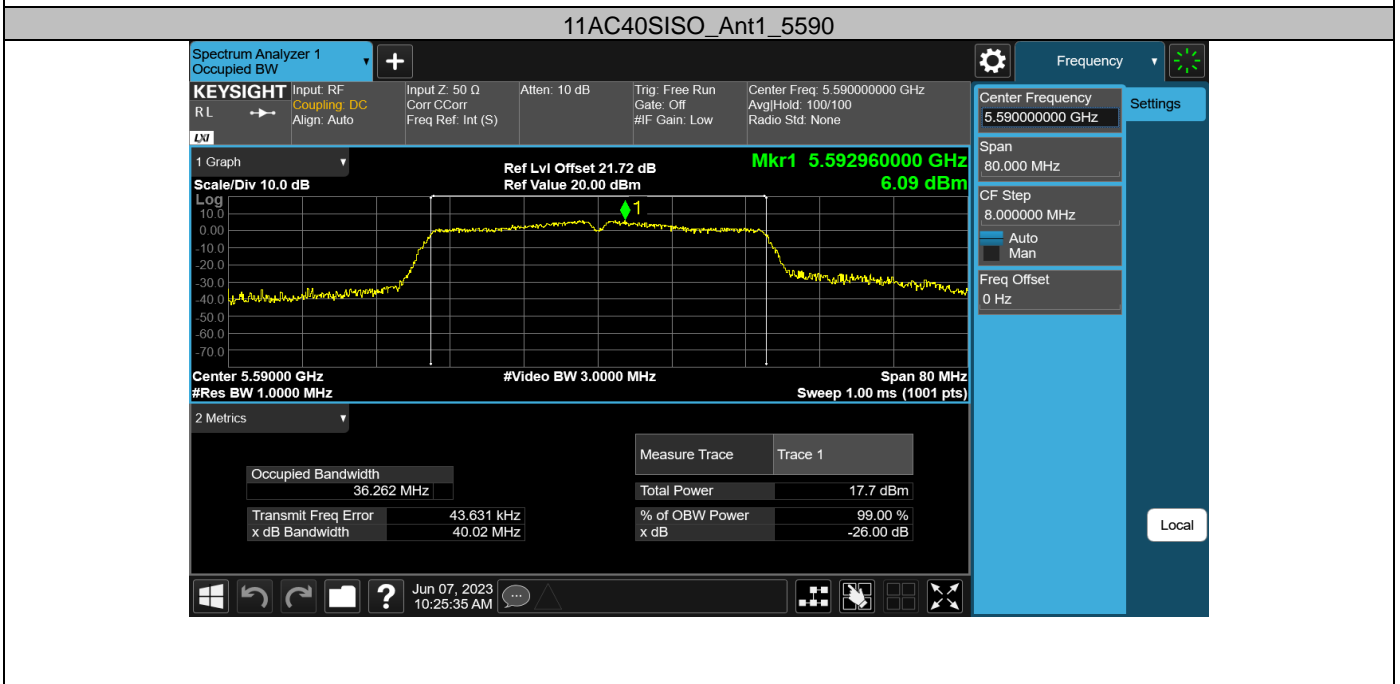 11AC40SISO_Ant1_5590
Spectrum Analyzer 1
Occupied BW
+
Frequency
KEYSIGHT
RL
LXI
Input: RF
Coupling: DC
Align: Auto
Input Z: 50 Ω
Corr CCorr
Freq Ref: Int (S)
Atten: 10 dB
Trig: Free Run
Gate: Off
#IF Gain: Low
Center Freq: 5.590000000 GHz
Avg|Hold: 100/100
Radio Std: None
Center Frequency
5.590000000 GHz
Settings
Span
80.000 MHz
CF Step
8.000000 MHz
Auto
Man
Freq Offset
0 Hz
Local
1 Graph
Scale/Div 10.0 dB
Ref Lvl Offset 21.72 dB
Ref Value 20.00 dBm
Mkr1 5.592960000 GHz
6.09 dBm
Log
10.0
0.00
-10.0
-20.0
-30.0
-40.0
-50.0
-60.0
-70.0
1
Center 5.59000 GHz
#Video BW 3.0000 MHz
Span 80 MHz
#Res BW 1.0000 MHz
Sweep 1.00 ms (1001 pts)
2 Metrics
Measure Trace Trace 1
Occupied Bandwidth
36.262 MHz
Total Power 17.7 dBm
Transmit Freq Error 43.631 kHz
% of OBW Power 99.00 %
x dB Bandwidth 40.02 MHz
x dB -26.00 dB
?
Jun 07, 2023
10:25:35 AM